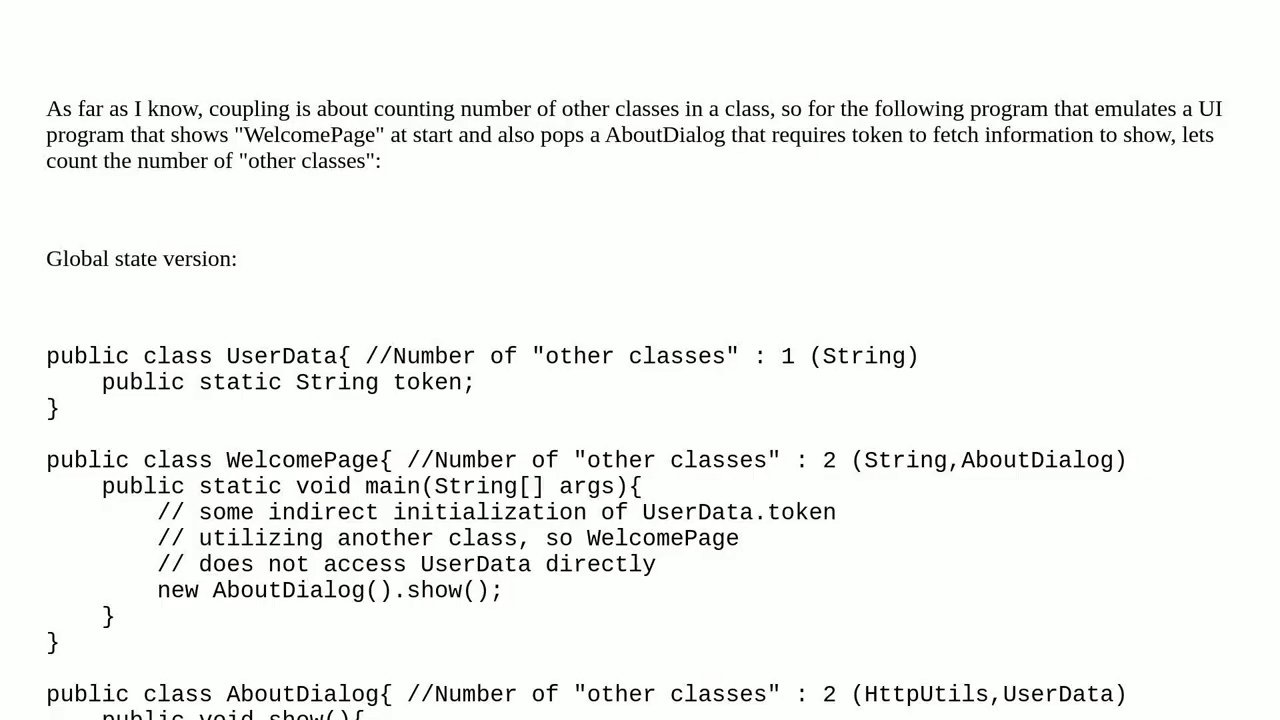 As far as I know, coupling is about counting number of other classes in a class, so for the following program that emulates a UI
program that shows "WelcomePage" at start and also pops a AboutDialog that requires token to fetch information to show, lets
count the number of "other classes":
Global state version:
public class UserData{ //Number of "other classes" : 1 (String)
    public static String token;
}
public class WelcomePage{ //Number of "other classes" : 2 (String,AboutDialog)
    public static void main(String[] args){
        // some indirect initialization of UserData.token
        // utilizing another class, so WelcomePage
        // does not access UserData directly
        new AboutDialog().show();
    }
}
public class AboutDialog{ //Number of "other classes" : 2 (HttpUtils,UserData)
    public void show(){